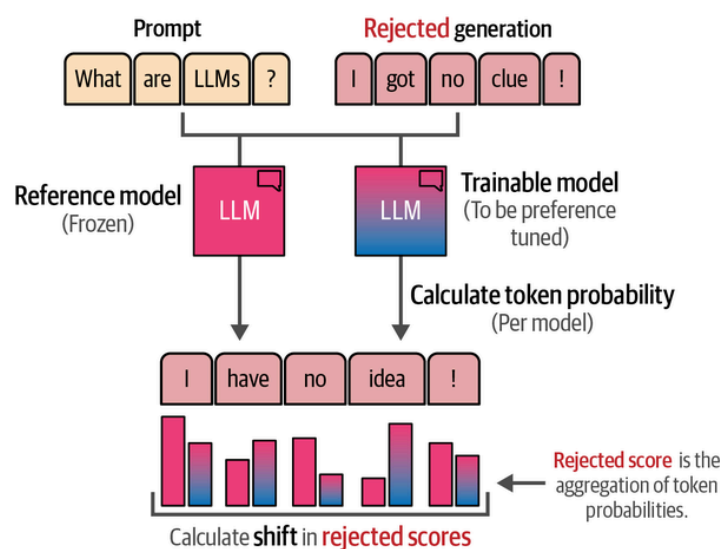 Prompt
Rejected generation
What are LLMs ?
I got no clue !
Reference model
(Frozen)
LLM
LLM
Trainable model
(To be preference
tuned)
Calculate token probability
(Per model)
I have no idea !
Rejected score is the
aggregation of token
probabilities.
Calculate shift in rejected scores